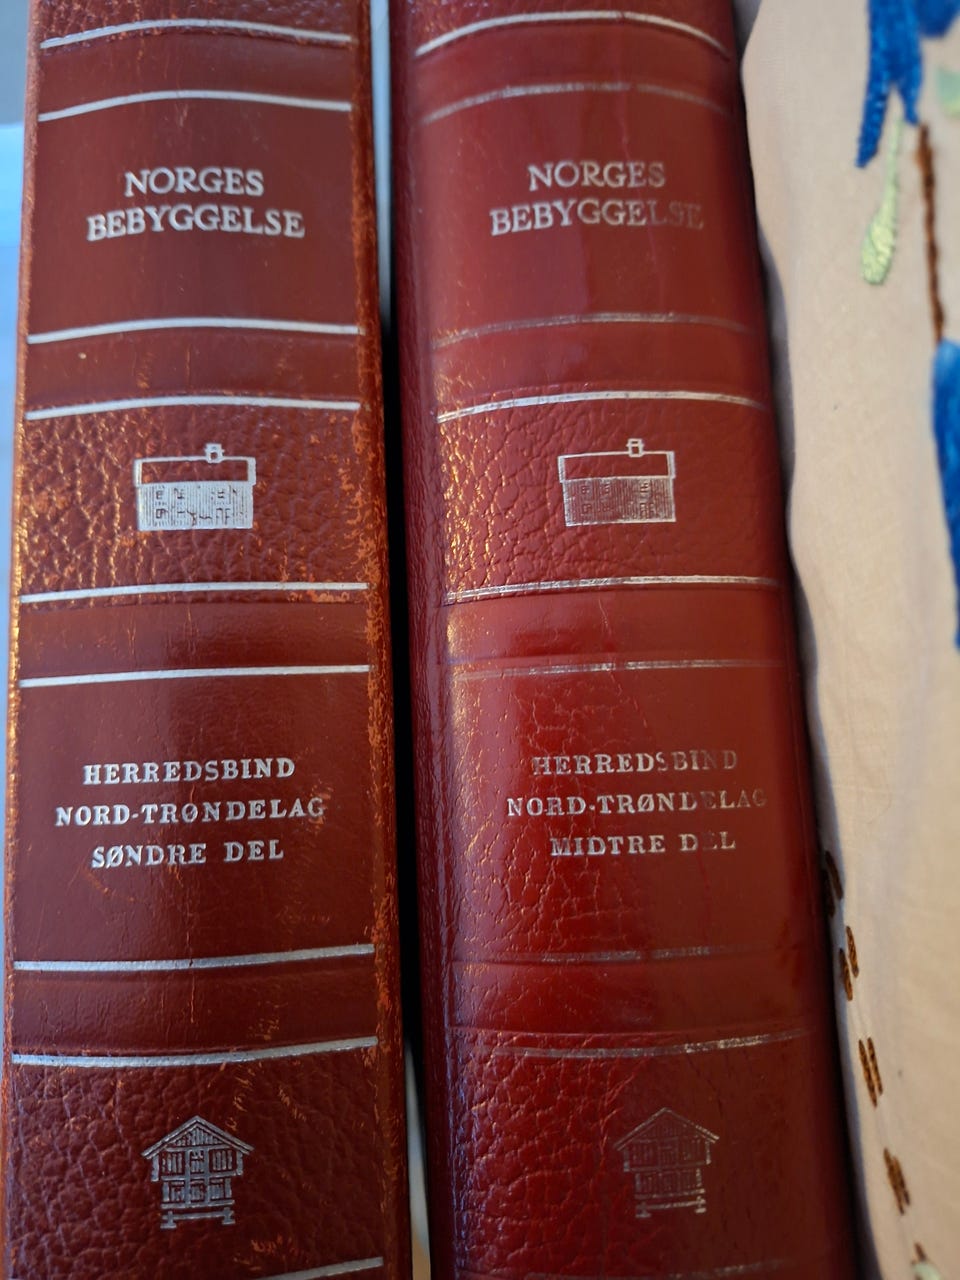 NORGES
BEBYGGELSE
HERREDSBIND
NORD-TRØNDELAG
SØNDRE DEL
NORGES
BEBYGGELSE
HERREDSBIND
NORD-TRØNDELAG
MIDTRE DEL